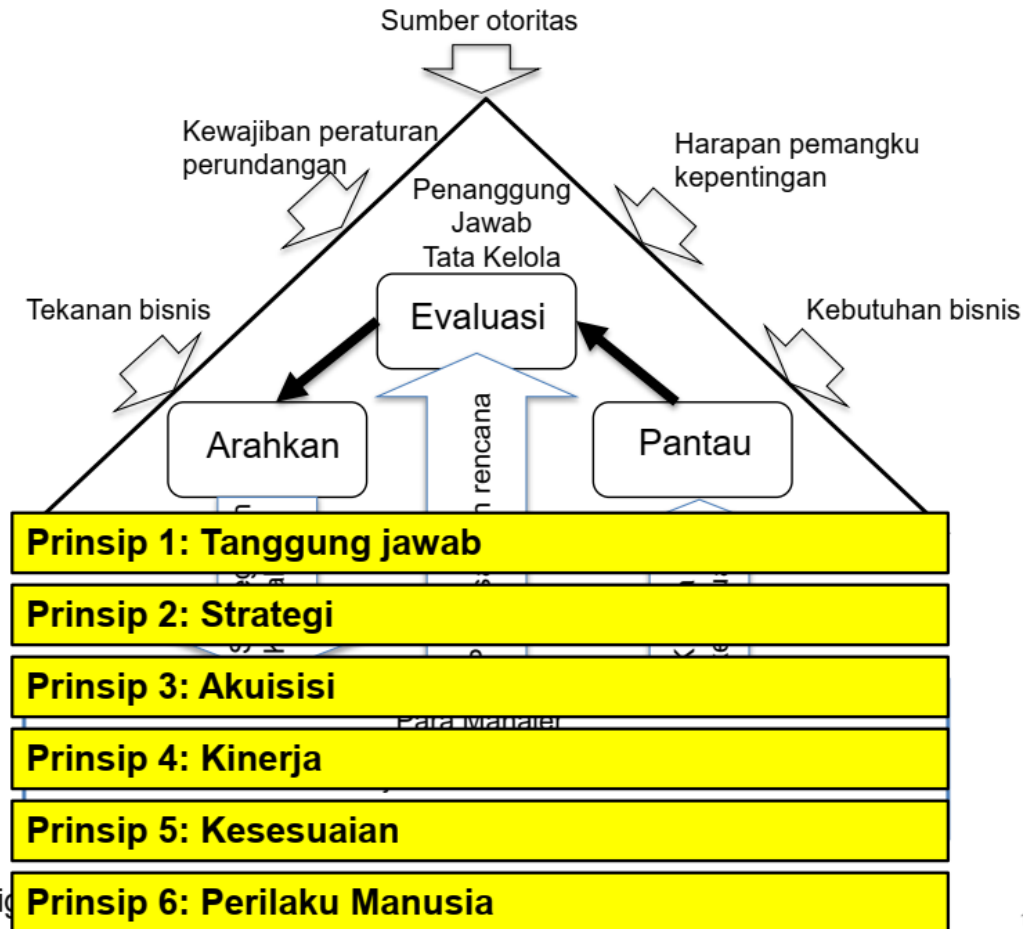 Sumber otoritas
Kewajiban peraturan
perundangan
Harapan pemangku
kepentingan
Penanggung
Jawab
Tata Kelola
Tekanan bisnis
Evaluasi
Kebutuhan bisnis
Arahkan
rencana
Pantau
Prinsip 1: Tanggung jawab
Prinsip 2: Strategi
Prinsip 3: Akuisisi
Para Manajer
Prinsip 4: Kinerja
Prinsip 5: Kesesuaian
Prinsip 6: Perilaku Manusia